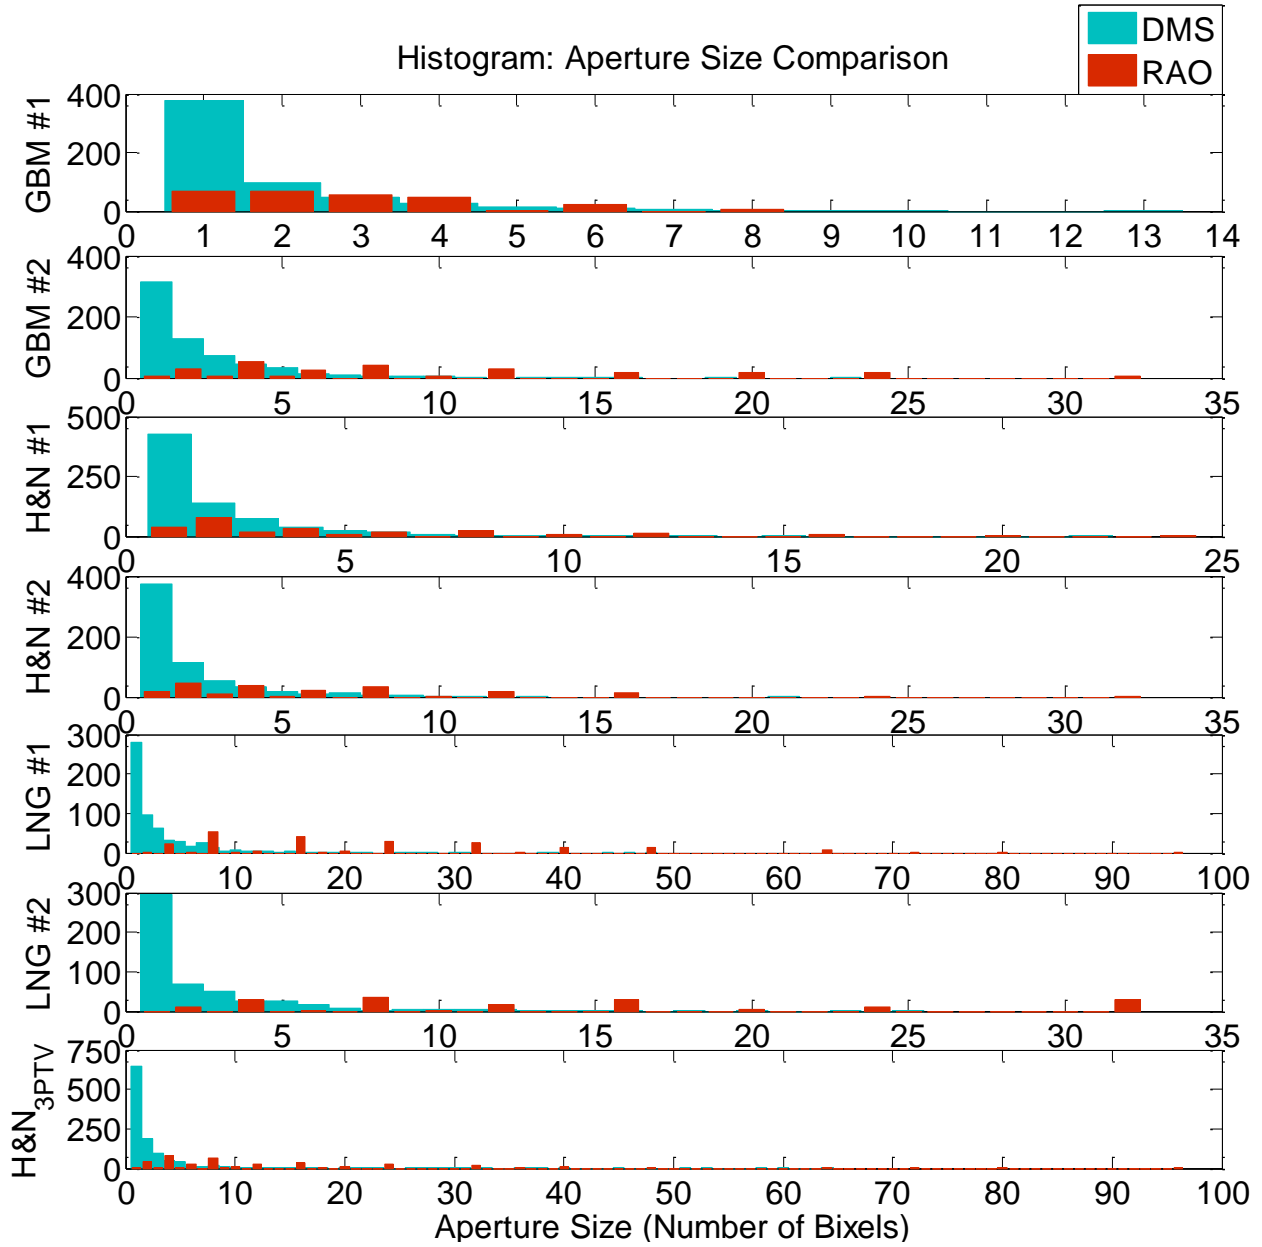 DMS
RAO
Histogram: Aperture Size Comparison
GBM #1
400
200
0
0 1 2 3 4 5 6 7 8 9 10 11 12 13 14
GBM #2
400
200
0
0 5 10 15 20 25 30 35
H&N #1
500
250
0
0 5 10 15 20 25
H&N #2
400
200
0
0 5 10 15 20 25 30 35
LNG #1
300
200
100
0
0 10 20 30 40 50 60 70 80 90 100
LNG #2
300
200
100
0
0 5 10 15 20 25 30 35
H&N3PTV
750
500
250
0
0 10 20 30 40 50 60 70 80 90 100
Aperture Size (Number of Bixels)